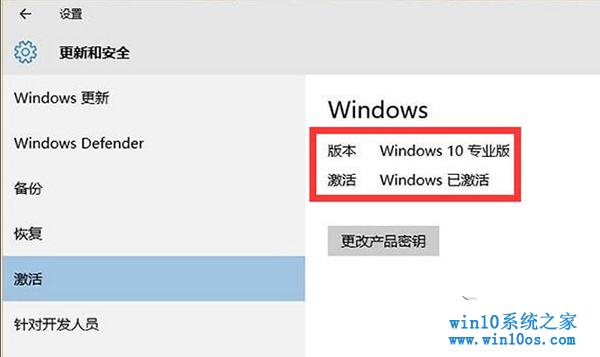 设置
更新和安全
Windows 更新
Windows Defender
备份
恢复
激活
针对开发人员
Windows
版本 Windows 10 专业版
激活 Windows 已激活
更改产品密钥
win10系统之家
www.win10os.com